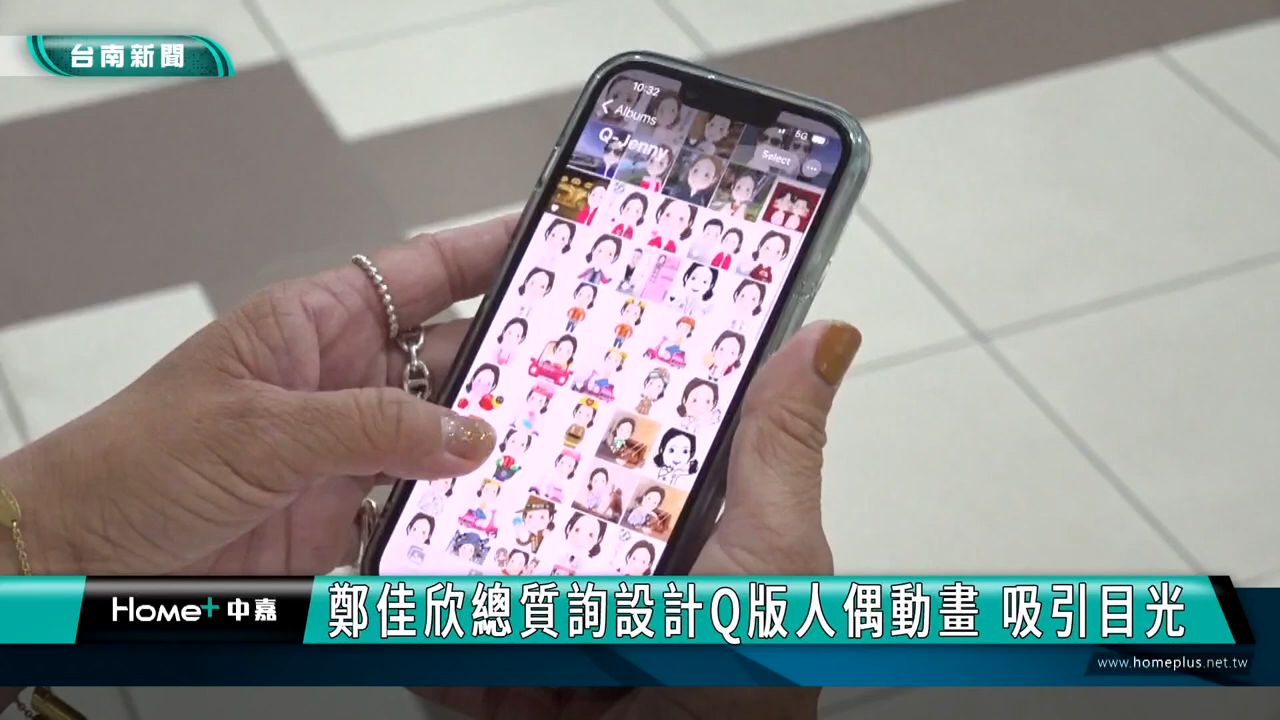 台南新聞
10:32
5G
Albums
Q-Jenny
Select
Home+ 中嘉
鄭佳欣總質詢設計Q版人偶動畫 吸引目光
www.homeplus.net.tw